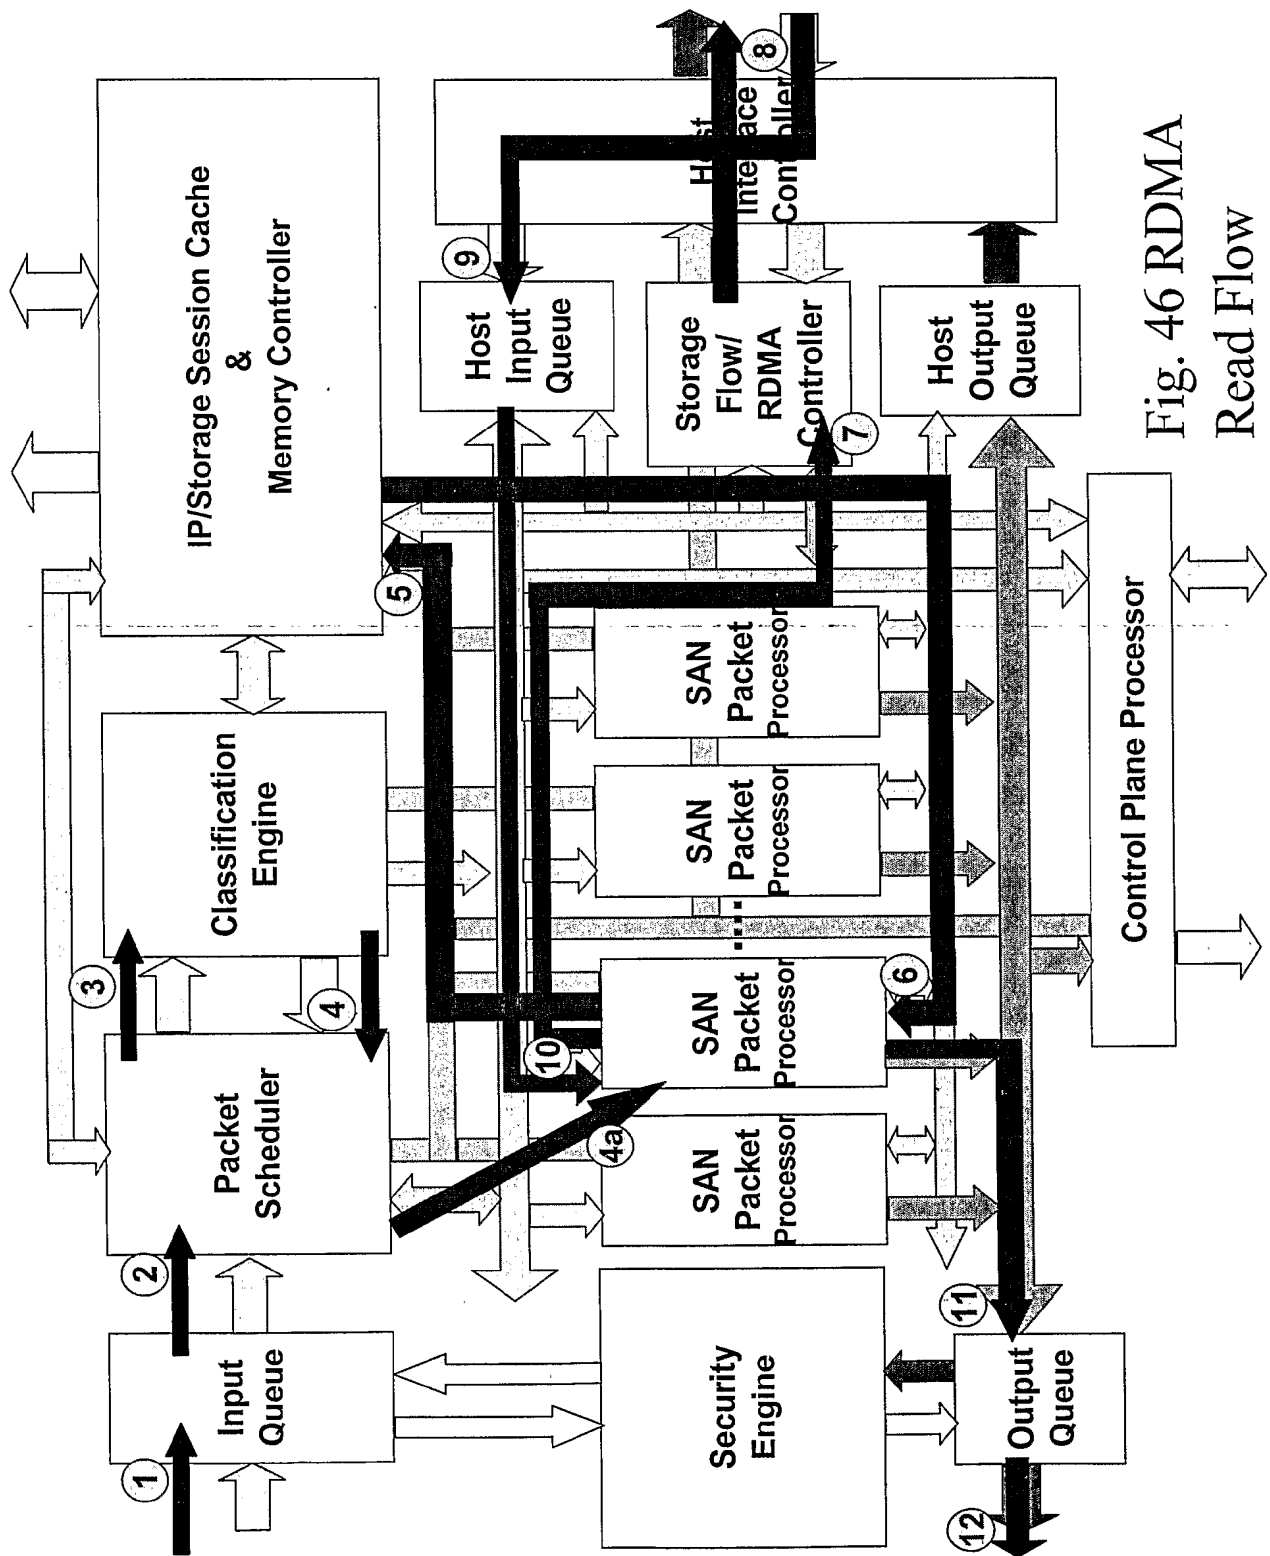 1
Input
Queue
2
Packet
Scheduler
3
4
Classification
Engine
IP/Storage Session Cache
&
Memory Controller
5
4a
10
Security
Engine
SAN
Packet
Processor
SAN
Packet
Processor
SAN
Packet
Processor
SAN
Packet
Processor
6
Host
Input
Queue
9
Storage
Flow/
RDMA
Controller
7
Host
Output
Queue
Host
Interface
Controller
8
12
Output
Queue
11
Control Plane Processor
Fig. 46 RDMA
Read Flow